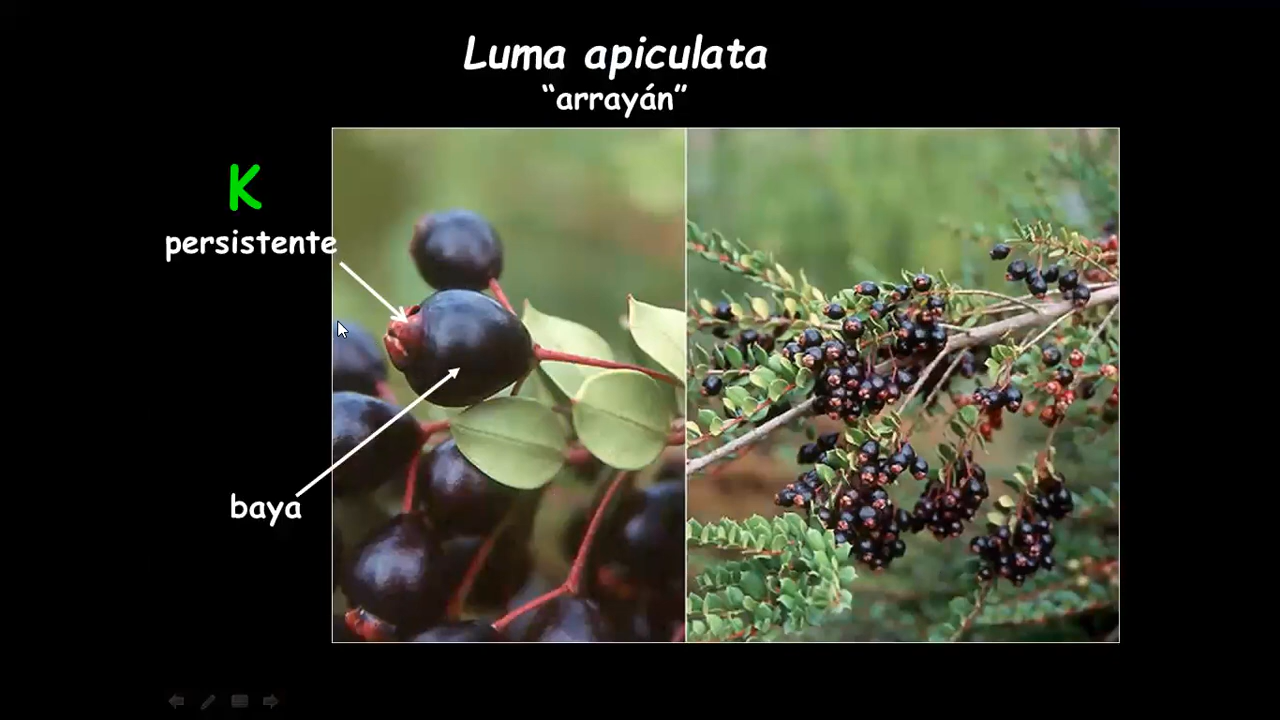 Luma apiculata
“arrayán”
K
persistente
baya